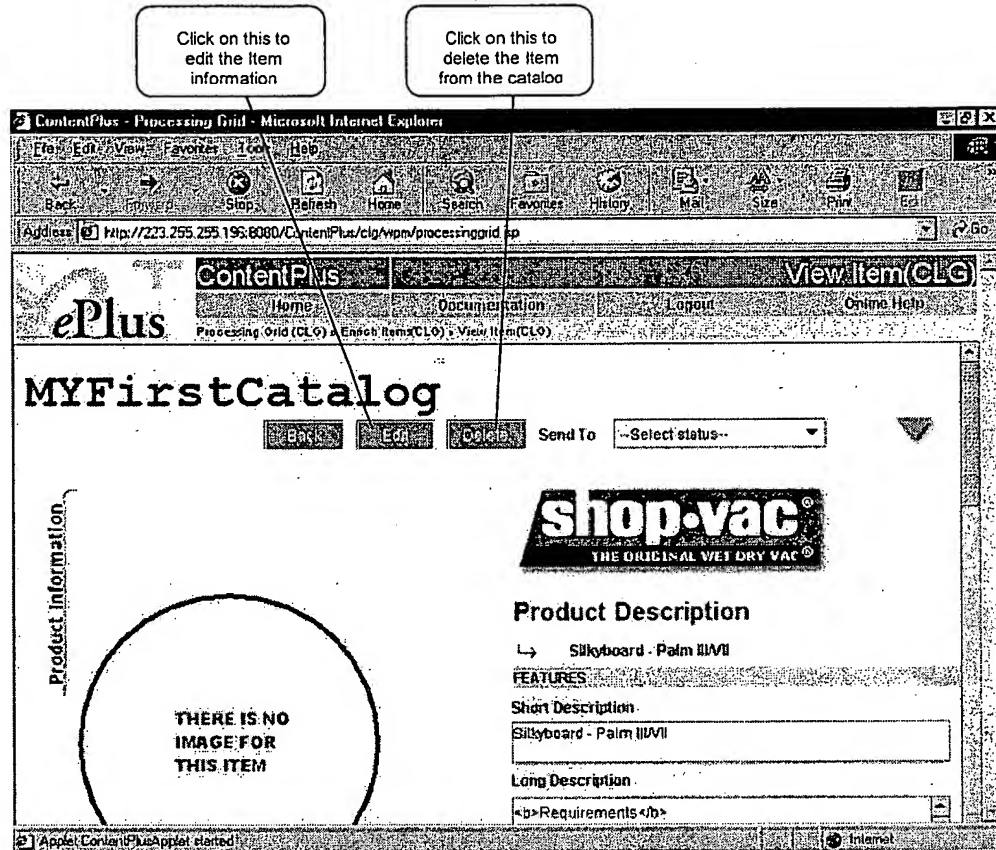 Click on this to
edit the Item
information
Click on this to
delete the Item
from the catalog
ContentPlus - Processing Grid - Microsoft Internet Explorer
File Edit View Favorites Tools Help
Back Forward Stop Refresh Home Search Favorites History Mail Size Print Edit
Address http://223.255.255.195:8080/ContentPlus/clg/wpm/processinggrid.jsp Go
ePlus
ContentPlus View Item(CLG)
Home Documentation Logout Online Help
Processing Grid (CLG) » Enrich Items(CLG) » View Item(CLG)
MYFirstCatalog
Back Edit Delete Send To --Select status--
Product Information
THERE IS NO
IMAGE FOR
THIS ITEM
shop·vac®
THE ORIGINAL WET DRY VAC®
Product Description
Silkyboard - Palm III/VII
FEATURES
Short Description
Silkyboard - Palm III/VII
Long Description
<b>Requirements</b>
Applet ContentPlusApplet started Internet